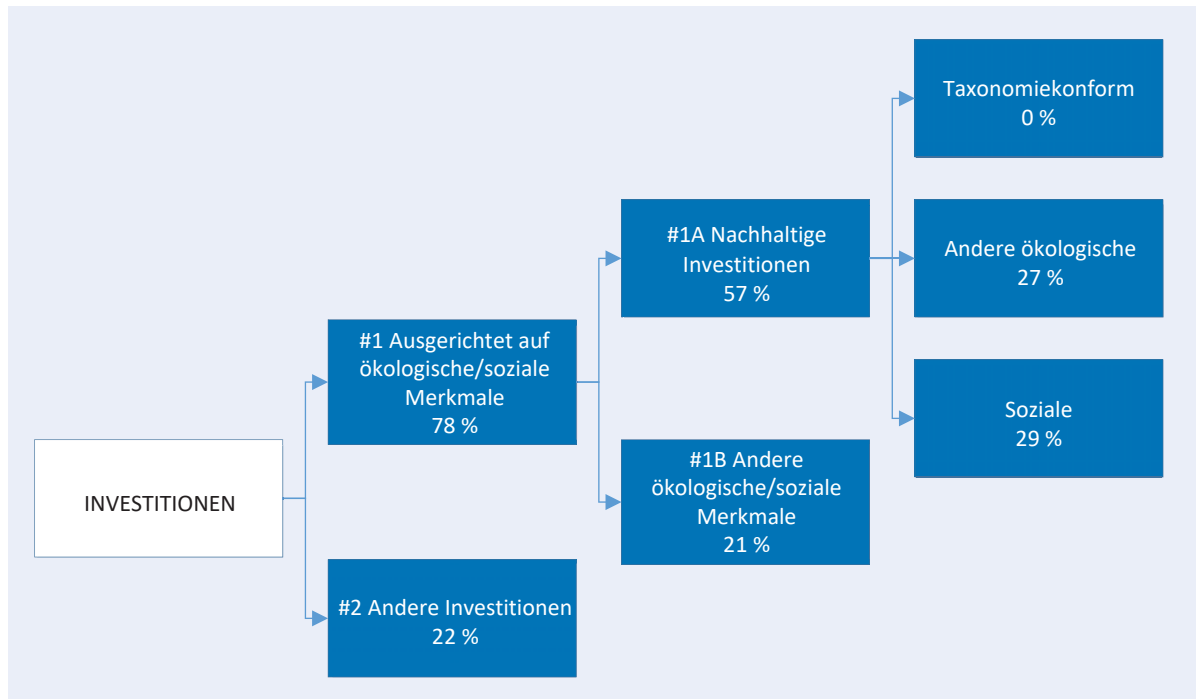 INVESTITIONEN
#1 Ausgerichtet auf
ökologische/soziale
Merkmale
78 %
#2 Andere Investitionen
22 %
#1A Nachhaltige
Investitionen
57 %
#1B Andere
ökologische/soziale
Merkmale
21 %
Taxonomiekonform
0 %
Andere ökologische
27 %
Soziale
29 %